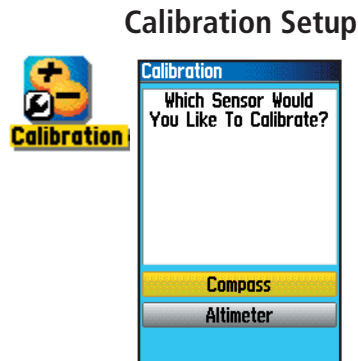 Calibration Setup
Calibration
Calibration
Which Sensor Would
You Like To Calibrate?
Compass
Altimeter